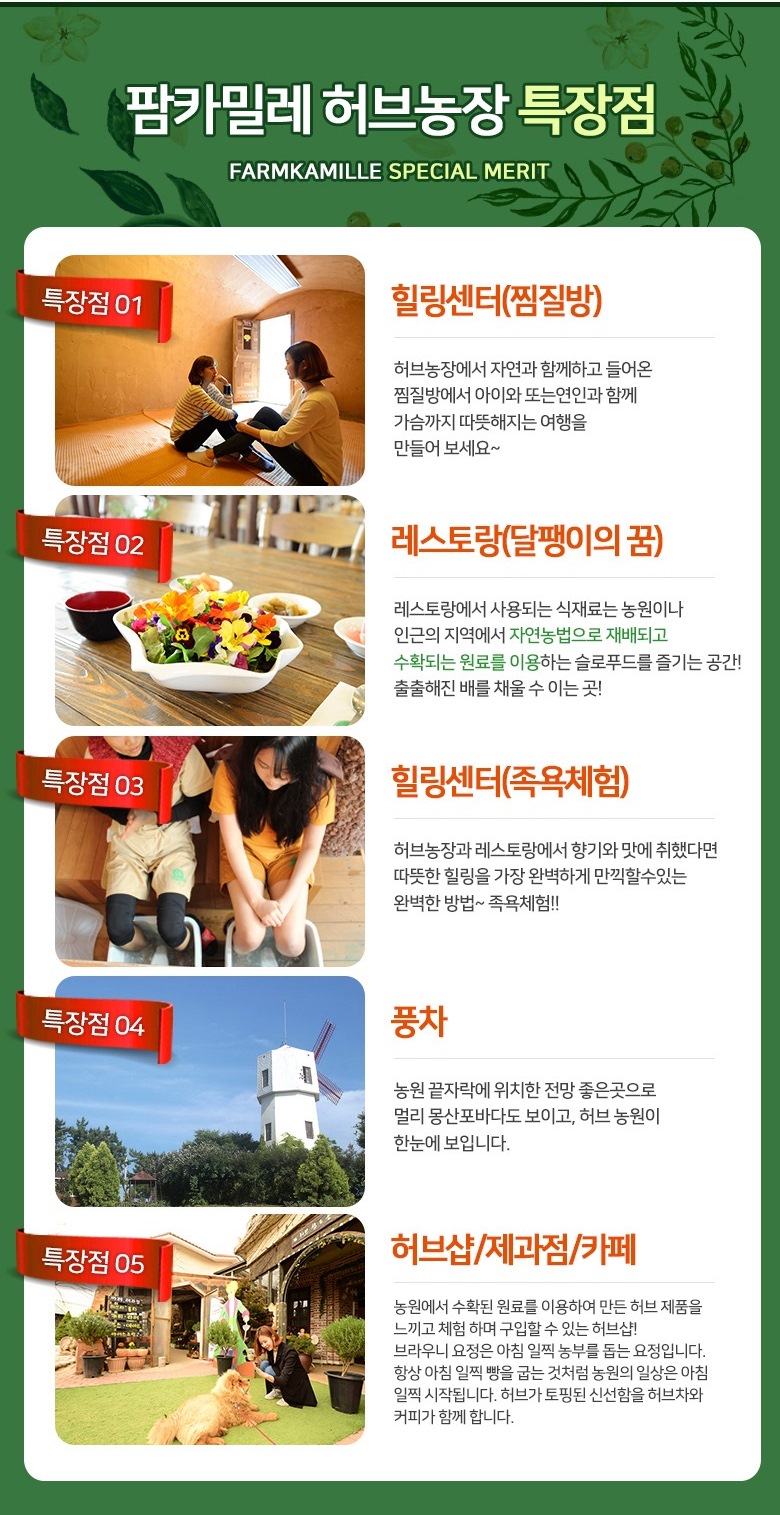 팜카밀레 허브농장 특장점
FARMKAMILLE SPECIAL MERIT
특장점 01
힐링센터(찜질방)
허브농장에서 자연과 함께하고 들어온
찜질방에서 아이와 또는연인과 함께
가슴까지 따뜻해지는 여행을
만들어 보세요~
특장점 02
레스토랑(달팽이의 꿈)
레스토랑에서 사용되는 식재료는 농원이나
인근의 지역에서 자연농법으로 재배되고
수확되는 원료를 이용하는 슬로푸드를 즐기는 공간!
출출해진 배를 채울 수 이는 곳!
특장점 03
힐링센터(족욕체험)
허브농장과 레스토랑에서 향기와 맛에 취했다면
따뜻한 힐링을 가장 완벽하게 만끽할수있는
완벽한 방법~ 족욕체험!!
특장점 04
풍차
농원 끝자락에 위치한 전망 좋은곳으로
멀리 몽산포바다도 보이고, 허브 농원이
한눈에 보입니다.
특장점 05
허브샵/제과점/카페
농원에서 수확된 원료를 이용하여 만든 허브 제품을
느끼고 체험 하며 구입할 수 있는 허브샵!
브라우니 요정은 아침 일찍 농부를 돕는 요정입니다.
항상 아침 일찍 빵을 굽는 것처럼 농원의 일상은 아침
일찍 시작됩니다. 허브가 토핑된 신선함을 허브차와
커피가 함께 합니다.